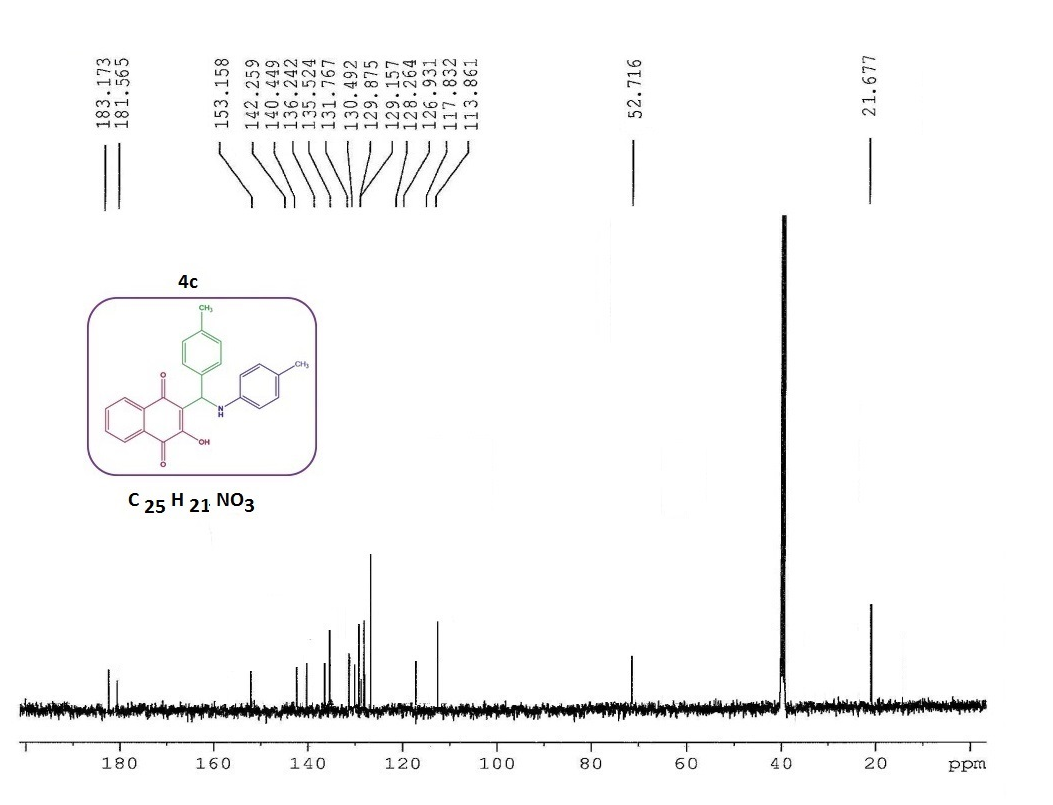 183.173
181.565
153.158
142.259
140.449
136.242
135.524
131.767
130.492
129.875
129.157
128.264
126.931
117.832
113.861
52.716
21.677
4c
CH3
CH3
O
N
H
OH
O
C 25 H 21 NO3
180 160 140 120 100 80 60 40 20 ppm